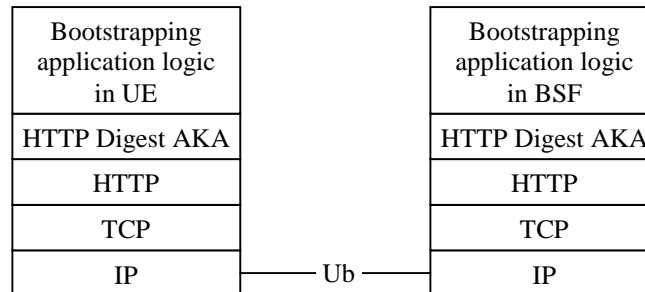 Bootstrapping
application logic
in UE
HTTP Digest AKA
HTTP
TCP
IP
Ub
Bootstrapping
application logic
in BSF
HTTP Digest AKA
HTTP
TCP
IP